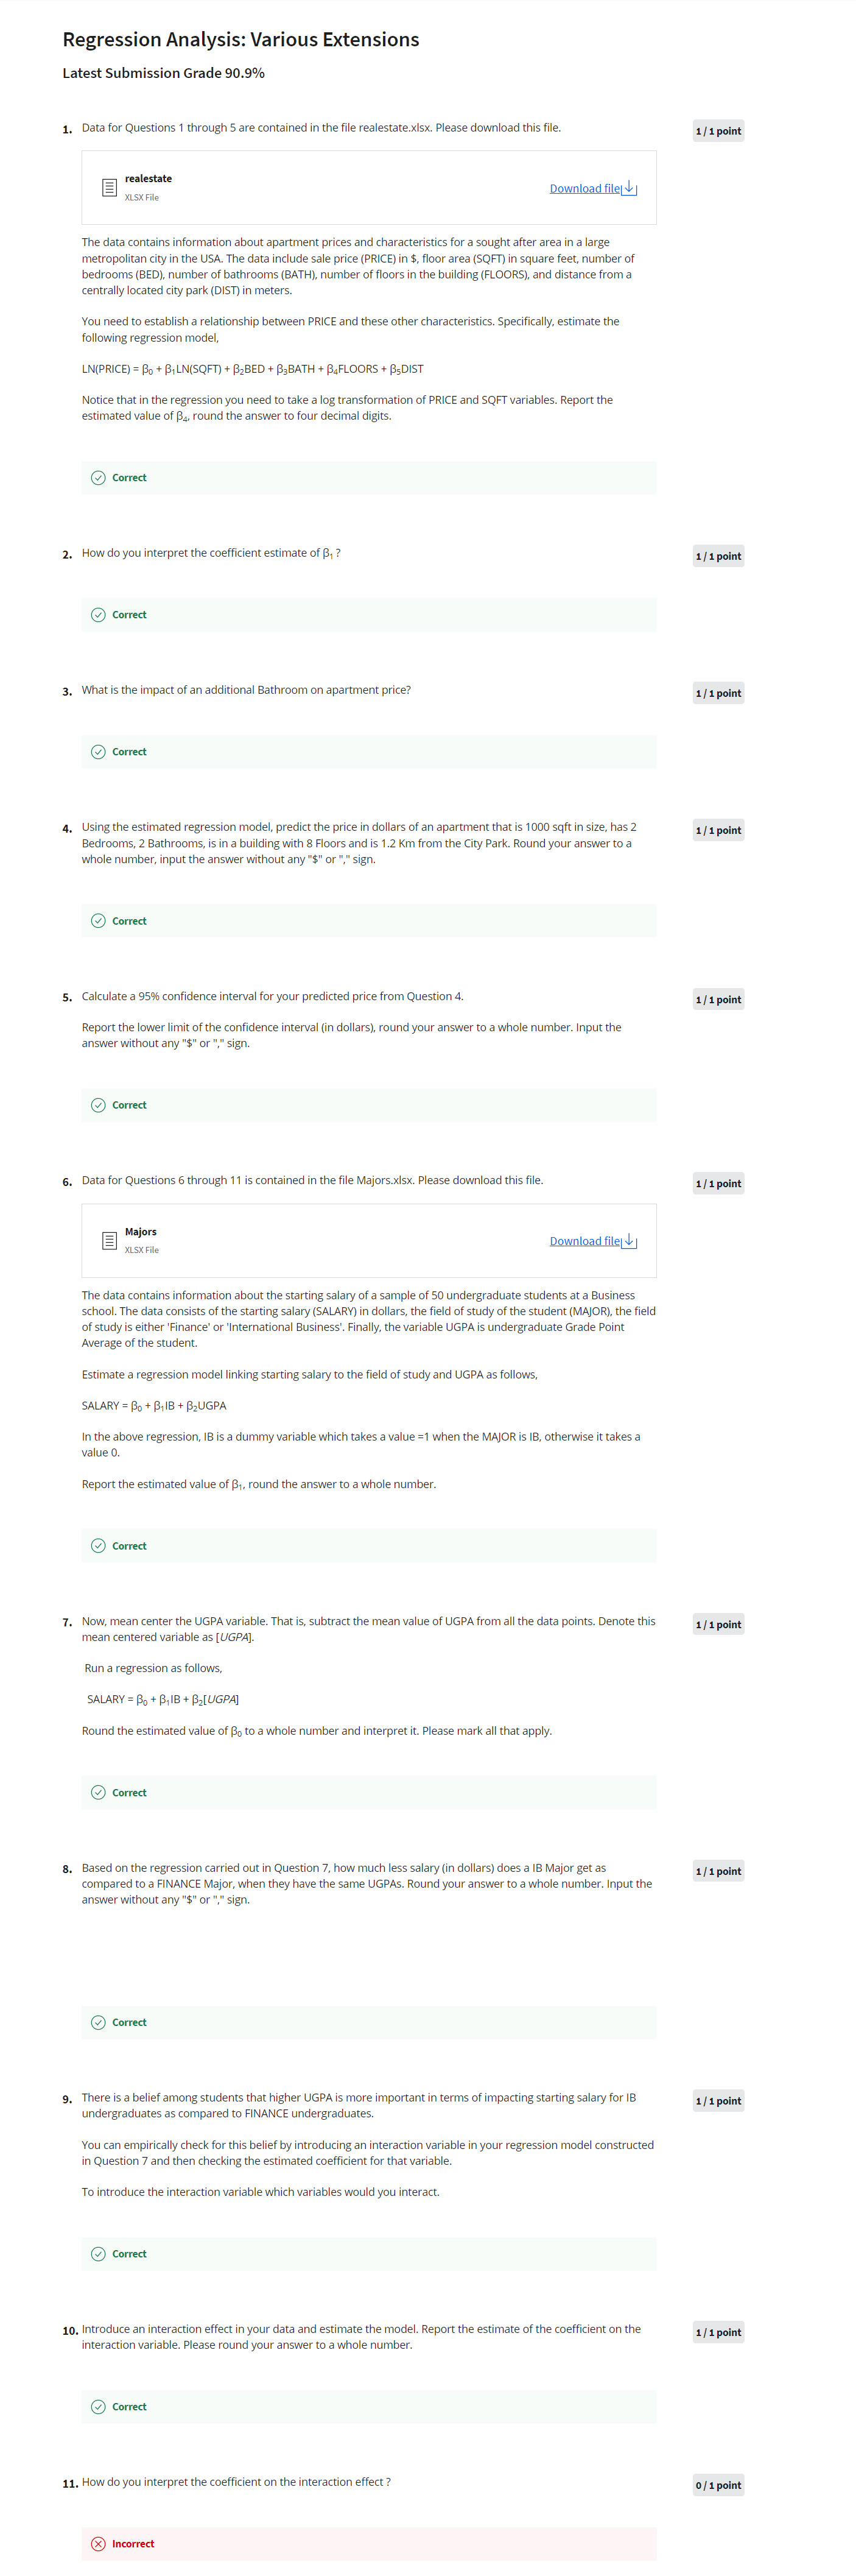 Regression Analysis: Various Extensions
Latest Submission Grade 90.9%
1. Data for Questions 1 through 5 are contained in the file realestate.xlsx. Please download this file.
1 / 1 point
realestate
XLSX File
Download file
The data contains information about apartment prices and characteristics for a sought after area in a large
metropolitan city in the USA. The data include sale price (PRICE) in $, floor area (SQFT) in square feet, number of
bedrooms (BED), number of bathrooms (BATH), number of floors in the building (FLOORS), and distance from a
centrally located city park (DIST) in meters.
You need to establish a relationship between PRICE and these other characteristics. Specifically, estimate the
following regression model,
LN(PRICE) = β₀ + β₁LN(SQFT) + β₂BED + β₃BATH + β₄FLOORS + β₅DIST
Notice that in the regression you need to take a log transformation of PRICE and SQFT variables. Report the
estimated value of β₄, round the answer to four decimal digits.
Correct
2. How do you interpret the coefficient estimate of β₁ ?
1 / 1 point
Correct
3. What is the impact of an additional Bathroom on apartment price?
1 / 1 point
Correct
4. Using the estimated regression model, predict the price in dollars of an apartment that is 1000 sqft in size, has 2
1 / 1 point
Bedrooms, 2 Bathrooms, is in a building with 8 Floors and is 1.2 Km from the City Park. Round your answer to a
whole number, input the answer without any "$" or "," sign.
Correct
5. Calculate a 95% confidence interval for your predicted price from Question 4.
1 / 1 point
Report the lower limit of the confidence interval (in dollars), round your answer to a whole number. Input the
answer without any "$" or "," sign.
Correct
6. Data for Questions 6 through 11 is contained in the file Majors.xlsx. Please download this file.
1 / 1 point
Majors
XLSX File
Download file
The data contains information about the starting salary of a sample of 50 undergraduate students at a Business
school. The data consists of the starting salary (SALARY) in dollars, the field of study of the student (MAJOR), the field
of study is either 'Finance' or 'International Business'. Finally, the variable UGPA is undergraduate Grade Point
Average of the student.
Estimate a regression model linking starting salary to the field of study and UGPA as follows,
SALARY = β₀ + β₁IB + β₂UGPA
In the above regression, IB is a dummy variable which takes a value =1 when the MAJOR is IB, otherwise it takes a
value 0.
Report the estimated value of β₁, round the answer to a whole number.
Correct
7. Now, mean center the UGPA variable. That is, subtract the mean value of UGPA from all the data points. Denote this
1 / 1 point
mean centered variable as [UGPA].
Run a regression as follows,
SALARY = β₀ + β₁IB + β₂[UGPA]
Round the estimated value of β₀ to a whole number and interpret it. Please mark all that apply.
Correct
8. Based on the regression carried out in Question 7, how much less salary (in dollars) does a IB Major get as
1 / 1 point
compared to a FINANCE Major, when they have the same UGPAs. Round your answer to a whole number. Input the
answer without any "$" or "," sign.
Correct
9. There is a belief among students that higher UGPA is more important in terms of impacting starting salary for IB
1 / 1 point
undergraduates as compared to FINANCE undergraduates.
You can empirically check for this belief by introducing an interaction variable in your regression model constructed
in Question 7 and then checking the estimated coefficient for that variable.
To introduce the interaction variable which variables would you interact.
Correct
10. Introduce an interaction effect in your data and estimate the model. Report the estimate of the coefficient on the
1 / 1 point
interaction variable. Please round your answer to a whole number.
Correct
11. How do you interpret the coefficient on the interaction effect ?
0 / 1 point
Incorrect